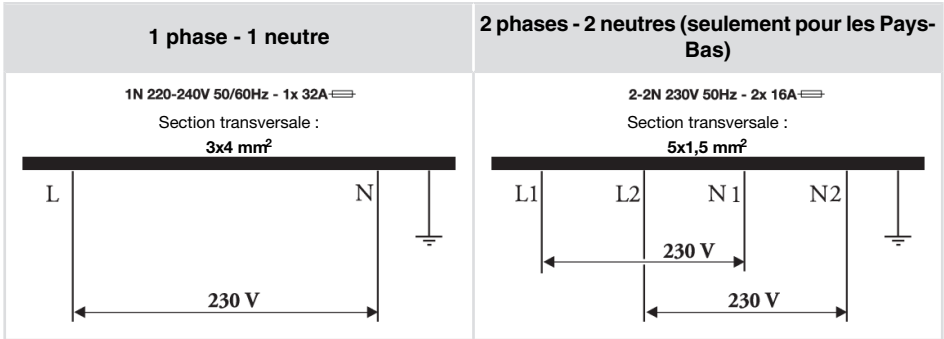 1 phase - 1 neutre
1N 220-240V 50/60Hz - 1x 32A
Section transversale :
3x4 mm²
L
N
230 V
2 phases - 2 neutres (seulement pour les Pays-
Bas)
2-2N 230V 50Hz - 2x 16A
Section transversale :
5x1,5 mm²
L1
L2
N 1
N2
230 V
230 V